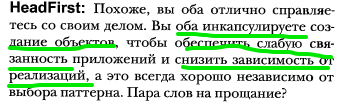 HeadFirst: Похоже, вы оба отлично справляе-
тесь со своим делом. Вы оба инкапсулируете соз-
дание объектов, чтобы обеспечить слабую свя-
занность приложений и снизить зависимость от
реализаций, а это всегда хорошо независимо от
выбора паттерна. Пара слов на прощание?